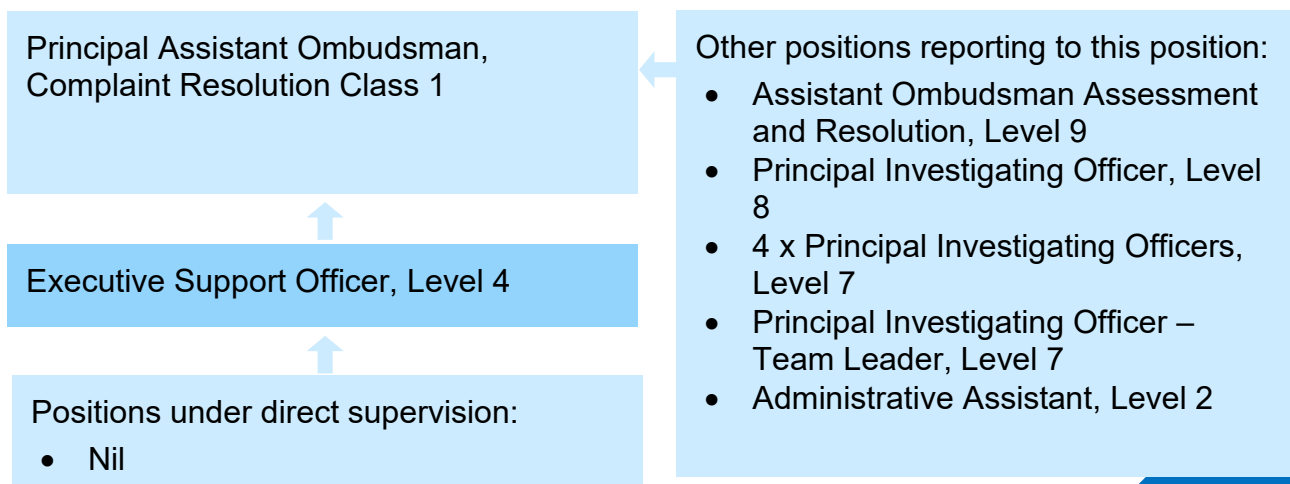 Principal Assistant Ombudsman,
Complaint Resolution Class 1
Executive Support Officer, Level 4
Positions under direct supervision:
• Nil
Other positions reporting to this position:
• Assistant Ombudsman Assessment
and Resolution, Level 9
• Principal Investigating Officer, Level
8
• 4 x Principal Investigating Officers,
Level 7
• Principal Investigating Officer –
Team Leader, Level 7
• Administrative Assistant, Level 2